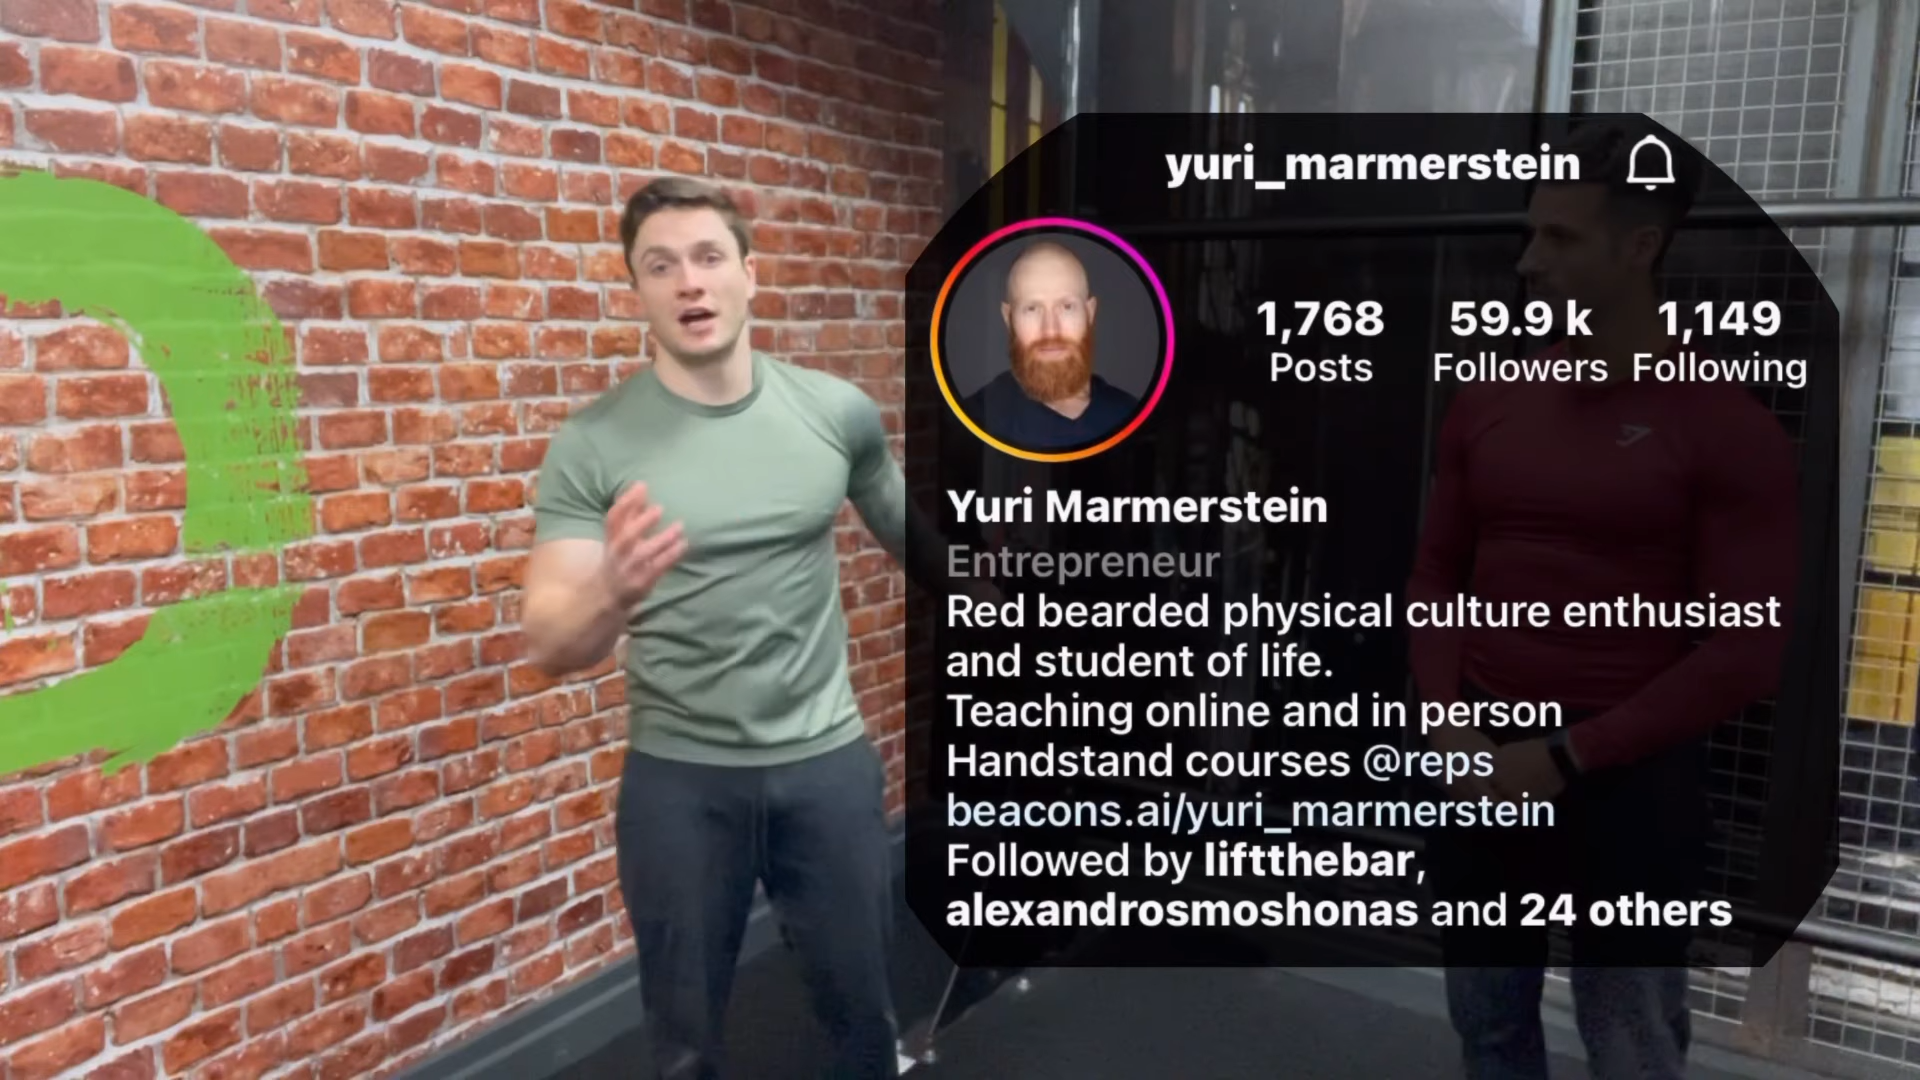 yuri_marmerstein
1,768
59.9 k
1,149
Posts
Followers
Following
Yuri Marmerstein
Entrepreneur
Red bearded physical culture enthusiast
and student of life.
Teaching online and in person
Handstand courses @reps
beacons.ai/yuri_marmerstein
Followed by liftthebar,
alexandrosmoshonas and 24 others